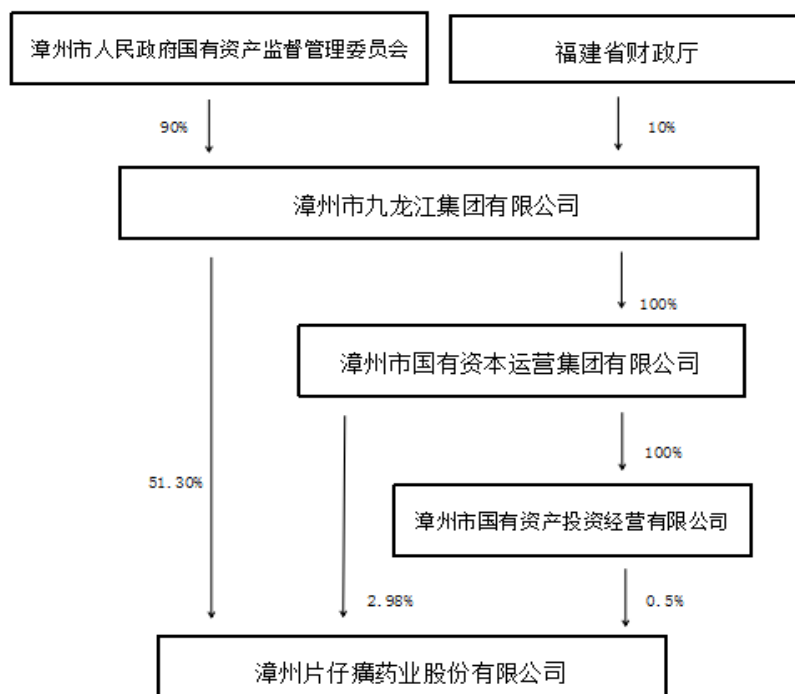 漳州市人民政府国有资产监督管理委员会
福建省财政厅
90%
10%
漳州市九龙江集团有限公司
100%
漳州市国有资本运营集团有限公司
100%
51.30%
漳州市国有资产投资经营有限公司
2.98%
0.5%
漳州片仔癀药业股份有限公司